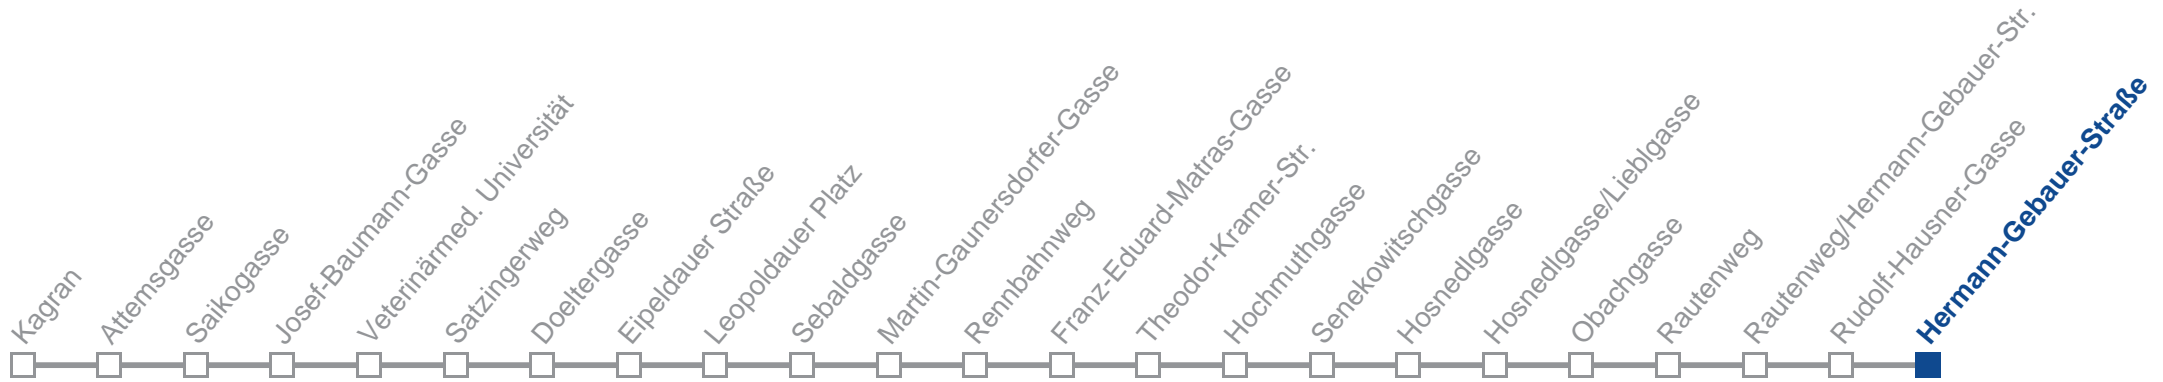 Kagran
Attemsgasse
Saikogasse
Josef-Baumann-Gasse
Veterinärmed. Universität
Satzingerweg
Doeltergasse
Eipeldauer Straße
Leopoldauer Platz
Sebaldgasse
Martin-Gaunersdorfer-Gasse
Rennbahnweg
Franz-Eduard-Matras-Gasse
Theodor-Kramer-Str.
Hochmuthgasse
Senekowitschgasse
Hosnedlgasse
Hosnedlgasse/Lieblgasse
Obachgasse
Rautenweg
Rautenweg/Hermann-Gebauer-Str.
Rudolf-Hausner-Gasse
Hermann-Gebauer-Straße